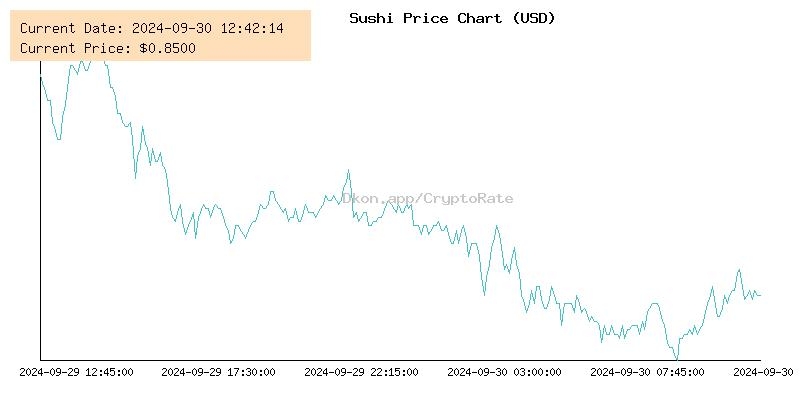 Sushi Price Chart (USD)
Current Date: 2024-09-30 12:42:14
Current Price: $0.8500
Dkon.app/CryptoRate
2024-09-29 12:45:00 2024-09-29 17:30:00 2024-09-29 22:15:00 2024-09-30 03:00:00 2024-09-30 07:45:00 2024-09-30